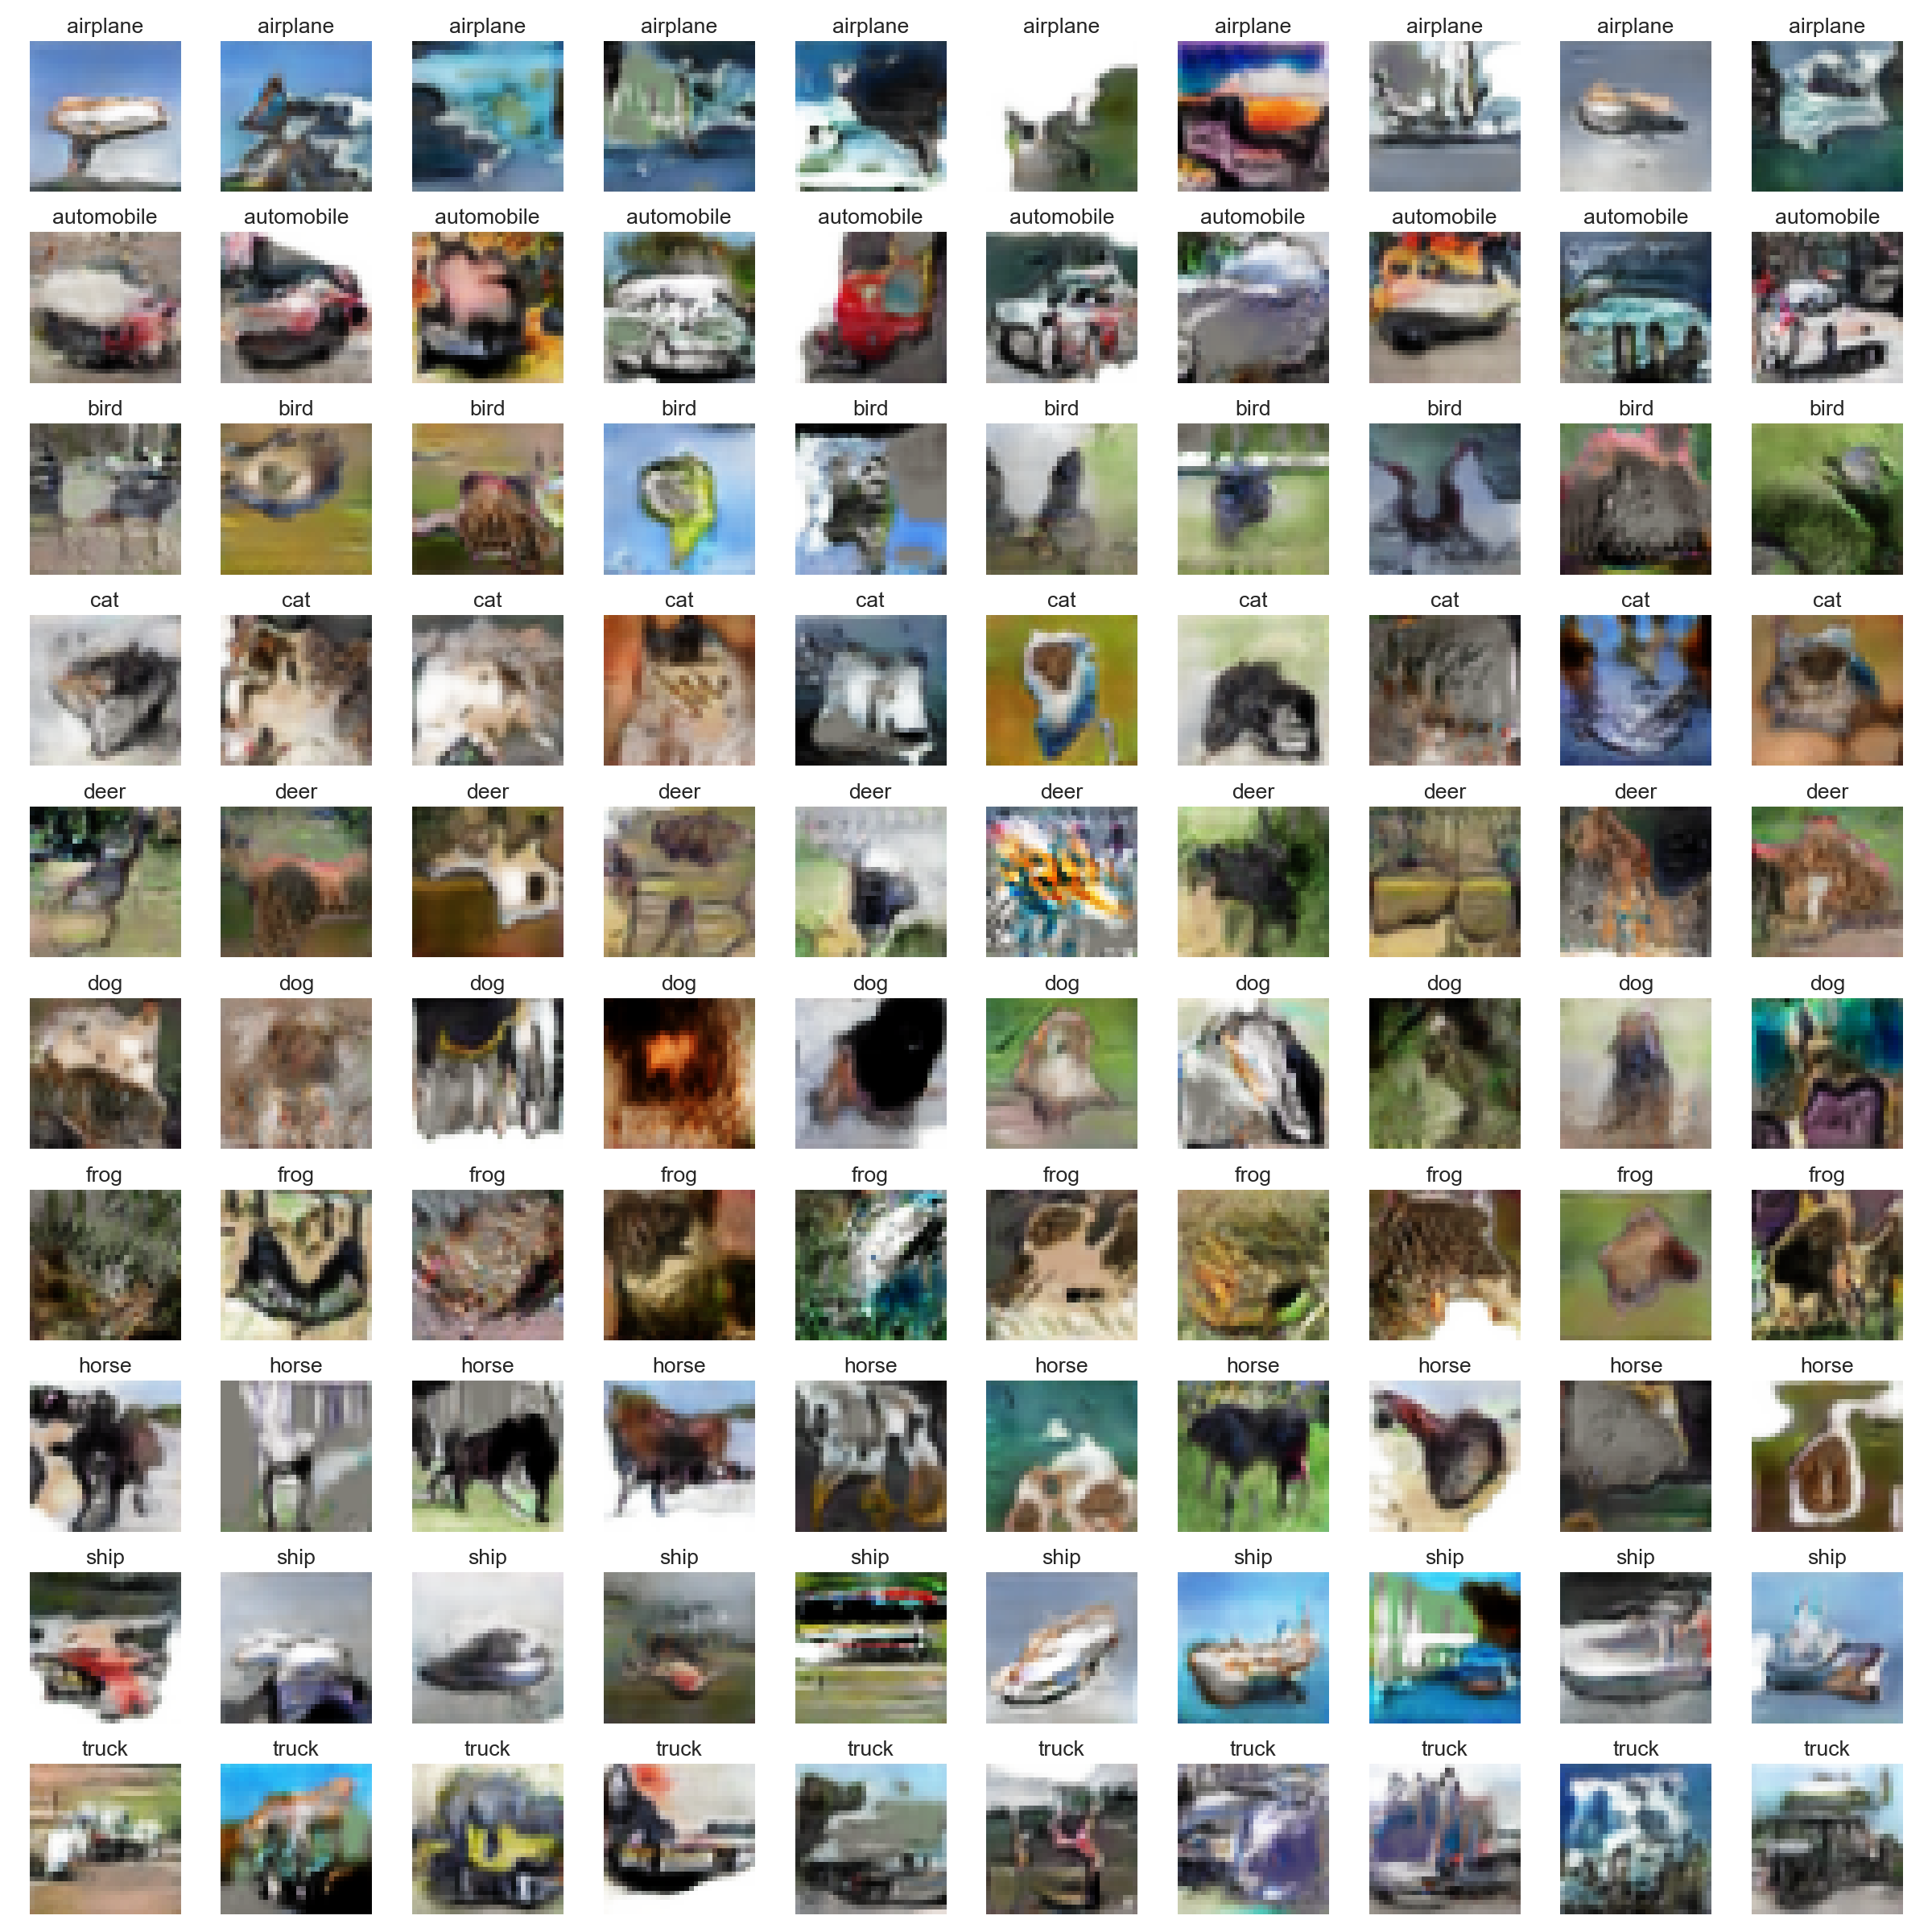 airplane airplane airplane airplane airplane airplane airplane airplane airplane airplane
automobile automobile automobile automobile automobile automobile automobile automobile automobile automobile
bird bird bird bird bird bird bird bird bird bird
cat cat cat cat cat cat cat cat cat cat
deer deer deer deer deer deer deer deer deer deer
dog dog dog dog dog dog dog dog dog dog
frog frog frog frog frog frog frog frog frog frog
horse horse horse horse horse horse horse horse horse horse
ship ship ship ship ship ship ship ship ship ship
truck truck truck truck truck truck truck truck truck truck